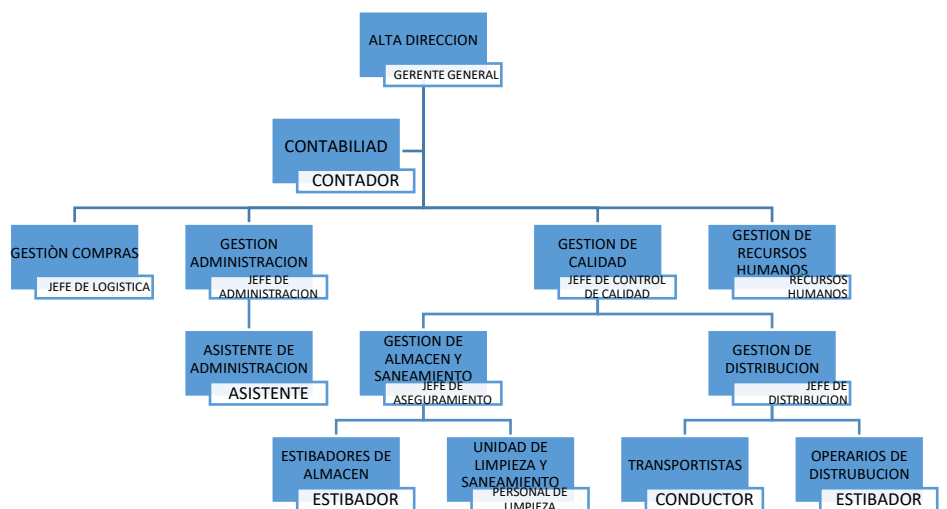 ALTA DIRECCION
GERENTE GENERAL
CONTABILIAD
CONTADOR
GESTIÒN COMPRAS
JEFE DE LOGISTICA
GESTION
ADMINISTRACION
JEFE DE
ADMINISTRACION
GESTION DE
CALIDAD
JEFE DE CONTROL
DE CALIDAD
GESTION DE
RECURSOS
HUMANOS
RECURSOS
HUMANOS
ASISTENTE DE
ADMINISTRACION
ASISTENTE
GESTION DE
ALMACEN Y
SANEAMIENTO
JEFE DE
ASEGURAMIENTO
GESTION DE
DISTRIBUCION
JEFE DE
DISTRIBUCION
ESTIBADORES DE
ALMACEN
ESTIBADOR
UNIDAD DE
LIMPIEZA Y
SANEAMIENTO
PERSONAL DE
LIMPIEZA
TRANSPORTISTAS
CONDUCTOR
OPERARIOS DE
DISTRUBUCION
ESTIBADOR